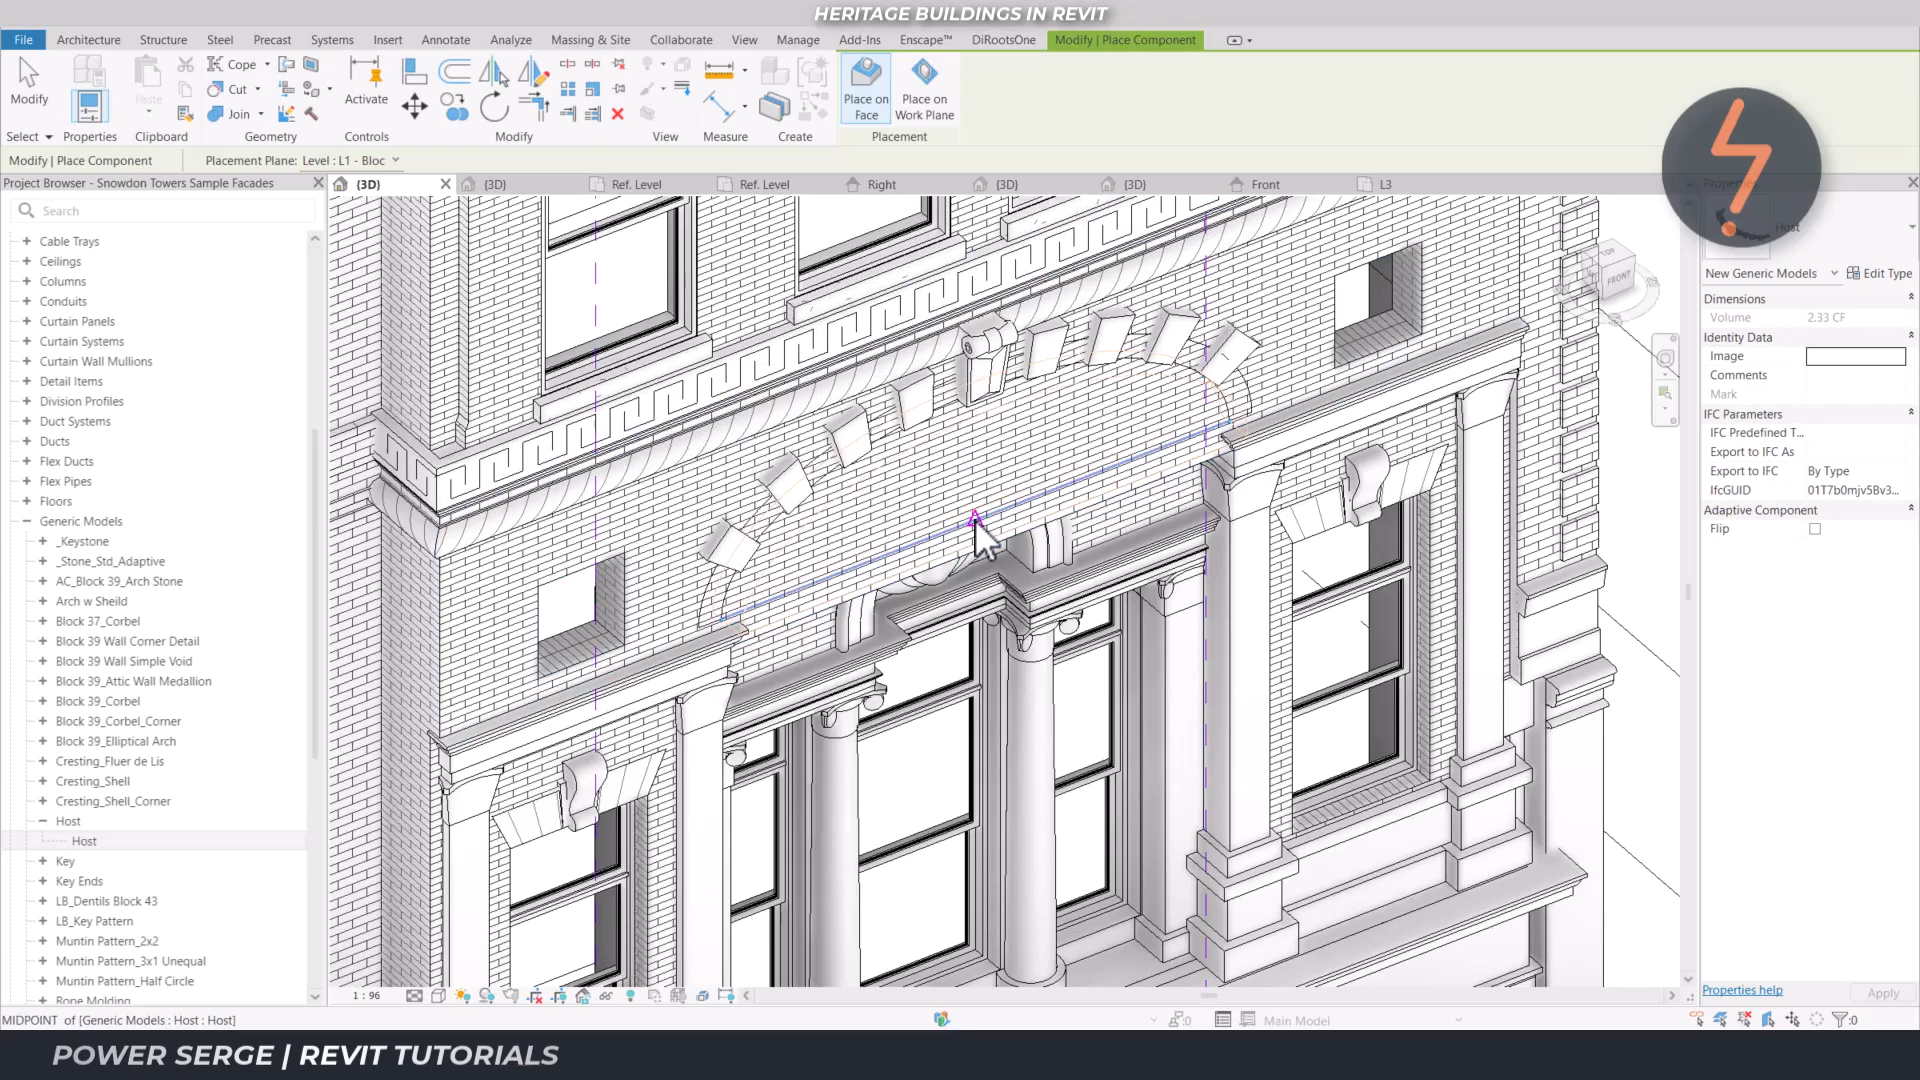 HERITAGE BUILDINGS IN REVIT
File Architecture Structure Steel Precast Systems Insert Annotate Analyze Massing & Site Collaborate View Manage Add-Ins Enscape™ DiRootsOne Modify | Place Component
Modify
Paste
Cope
Cut
Join
Activate
Place on Face
Place on Work Plane
Select Properties Clipboard Geometry Controls Modify View Measure Create Placement
Modify | Place Component Placement Plane: Level : L1 - Bloc
Project Browser - Snowdon Towers Sample Facades
(3D) (3D) Ref. Level Ref. Level Right (3D) (3D) Front L3
Search
Cable Trays
Ceilings
Columns
Conduits
Curtain Panels
Curtain Systems
Curtain Wall Mullions
Detail Items
Division Profiles
Duct Systems
Ducts
Flex Ducts
Flex Pipes
Floors
Generic Models
_Keystone
_Stone_Std_Adaptive
AC_Block 39_Arch Stone
Arch w Sheild
Block 37_Corbel
Block 39 Wall Corner Detail
Block 39 Wall Simple Void
Block 39_Attic Wall Medallion
Block 39_Corbel
Block 39_Corbel_Corner
Block 39_Elliptical Arch
Cresting_Fluer de Lis
Cresting_Shell
Cresting_Shell_Corner
Host
Host
Key
Key Ends
LB_Dentils Block 43
LB_Key Pattern
Muntin Pattern_2x2
Muntin Pattern_3x1 Unequal
Muntin Pattern_Half Circle
Rope Molding
TOP
FRONT
Host
New Generic Models Edit Type
Dimensions
Volume 2.33 CF
Identity Data
Image
Comments
Mark
IFC Parameters
IFC Predefined T...
Export to IFC As
Export to IFC By Type
IfcGUID 01T7b0mjv5Bv3...
Adaptive Component
Flip
Properties help Apply
1 : 96
MIDPOINT of [Generic Models : Host : Host]
:0
Main Model
:0
POWER SERGE | REVIT TUTORIALS